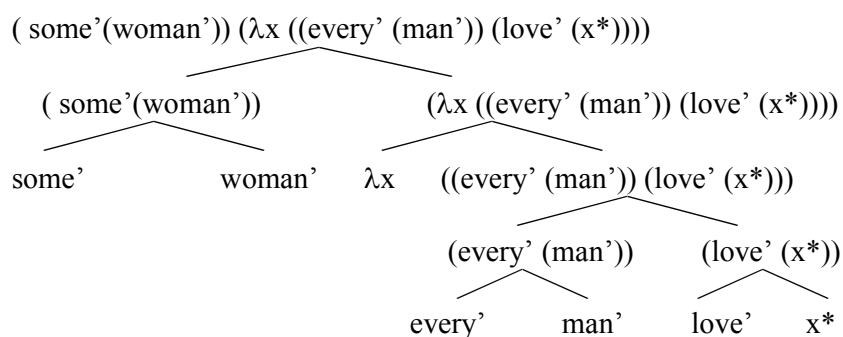 ( some’(woman’)) (λx ((every’ (man’)) (love’ (x*))))
( some’(woman’)) (λx ((every’ (man’)) (love’ (x*))))
some’ woman’ λx ((every’ (man’)) (love’ (x*)))
(every’ (man’)) (love’ (x*))
every’ man’ love’ x*